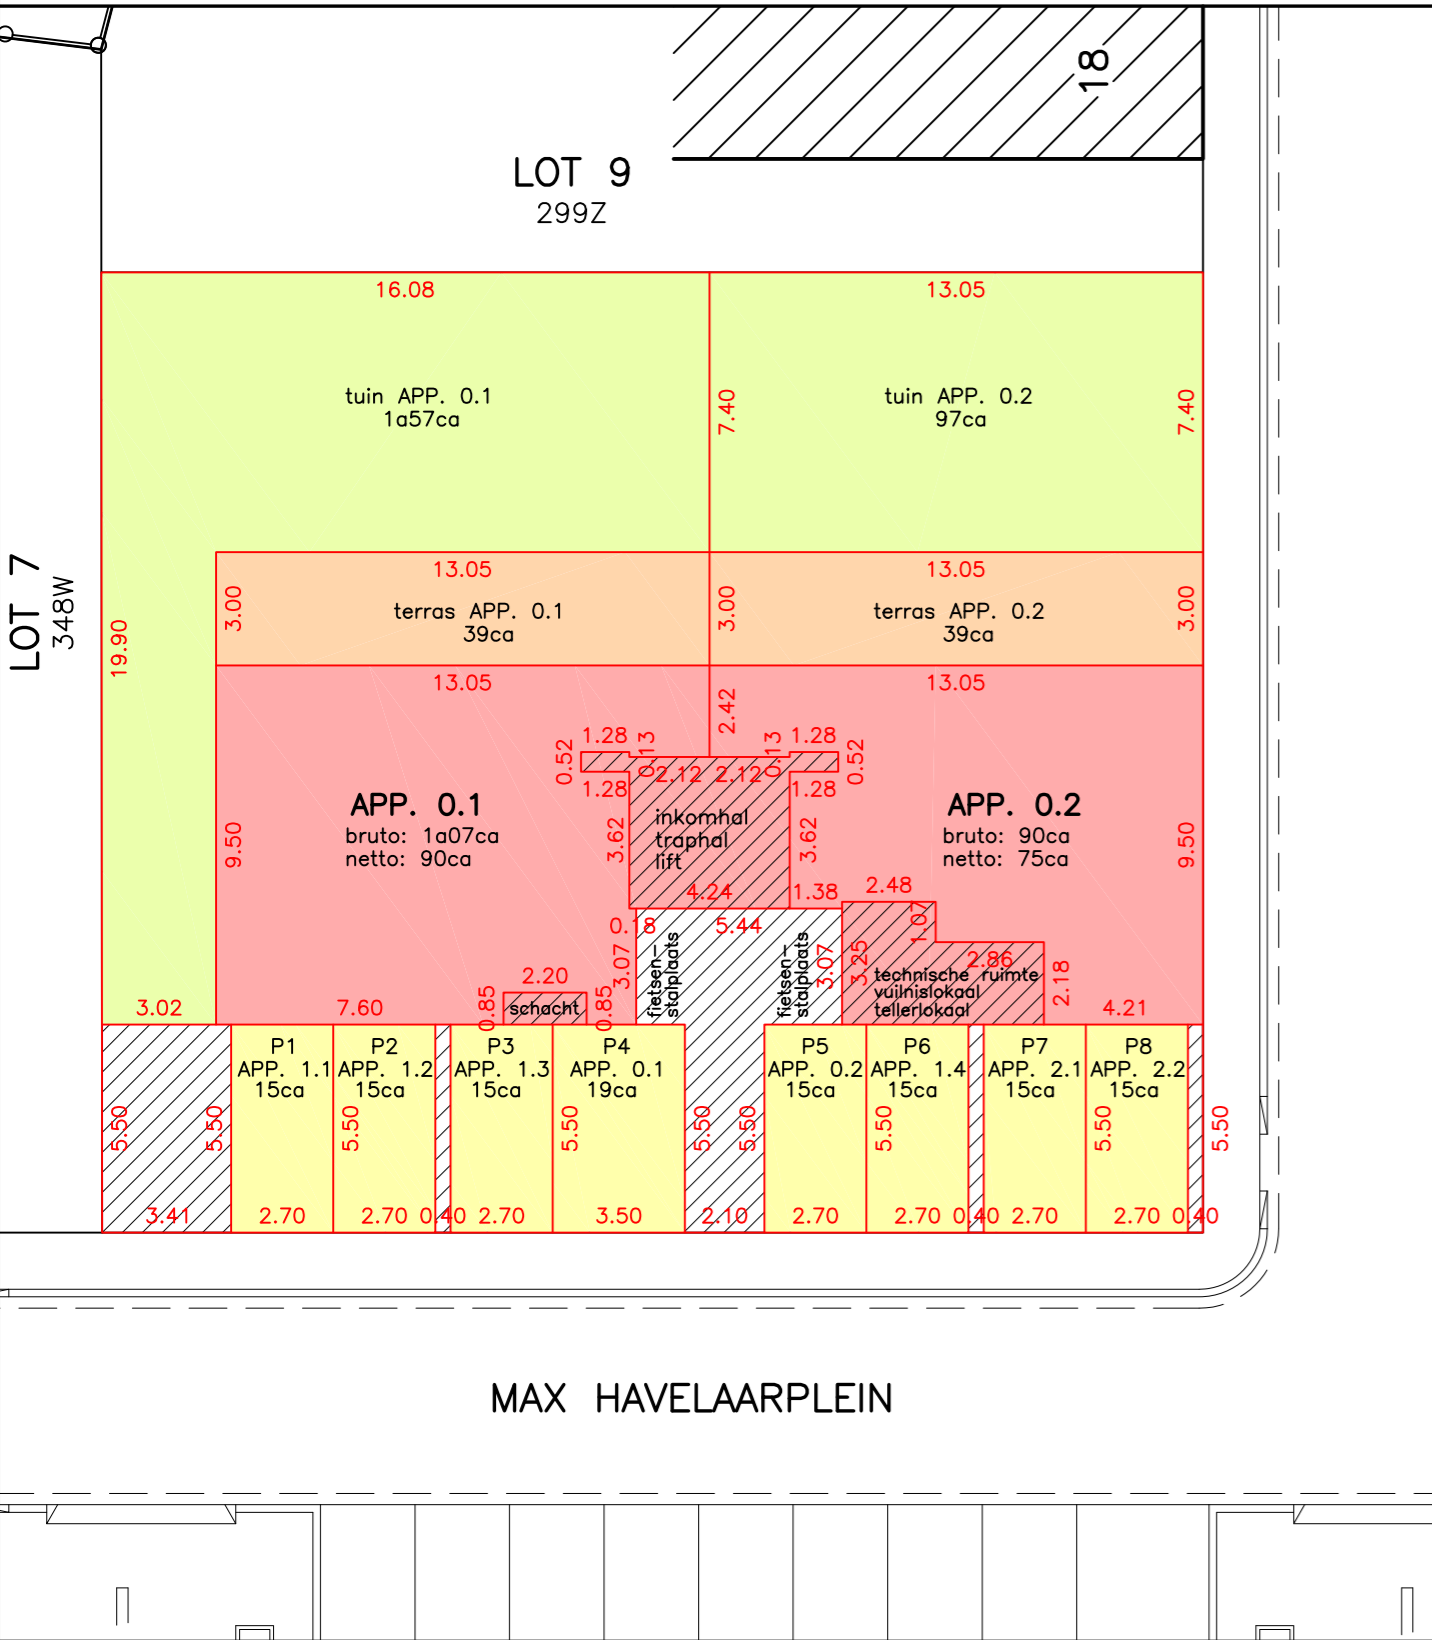 18
LOT 9
299Z
LOT 7
348W
16.08
13.05
tuin APP. 0.1
1a57ca
7.40
tuin APP. 0.2
97ca
7.40
19.90
13.05
13.05
3.00
terras APP. 0.1
39ca
3.00
terras APP. 0.2
39ca
3.00
13.05
13.05
2.42
1.28
0.13
0.13
1.28
0.52
0.52
2.12
2.12
1.28
1.28
APP. 0.1
bruto: 1a07ca
netto: 90ca
9.50
3.62
inkomhal
traphal
lift
3.62
APP. 0.2
bruto: 90ca
netto: 75ca
9.50
4.24
1.38
2.48
0.18
5.44
1.07
3.07
fietsen-
stalplaats
fietsen-
stalplaats
3.07
3.25
2.86
technische ruimte
vuilnislokaal
tellerlokaal
2.18
2.20
0.85
schacht
0.85
3.02
7.60
4.21
P1
APP. 1.1
15ca
P2
APP. 1.2
15ca
P3
APP. 1.3
15ca
P4
APP. 0.1
19ca
P5
APP. 0.2
15ca
P6
APP. 1.4
15ca
P7
APP. 2.1
15ca
P8
APP. 2.2
15ca
5.50
5.50
5.50
5.50
5.50
5.50
5.50
5.50
5.50
3.41
2.70
2.70
0.40
2.70
3.50
2.10
2.70
2.70
0.40
2.70
2.70
0.40
MAX HAVELAARPLEIN